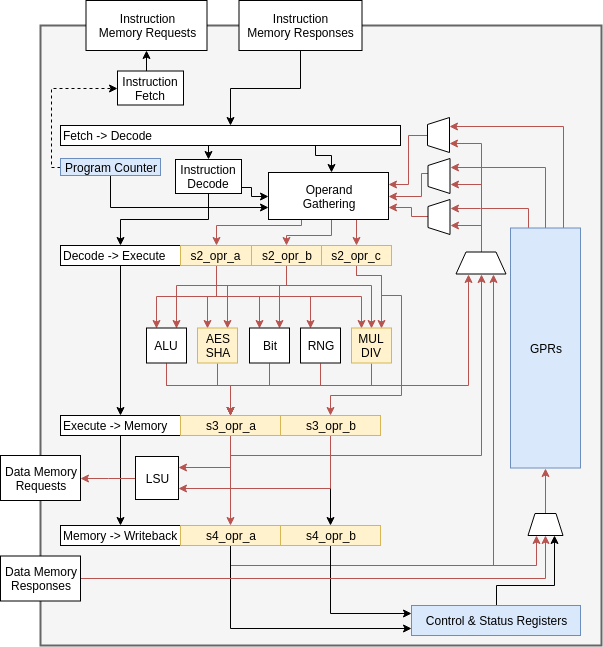 Instruction
Memory Requests
Instruction
Memory Responses
Instruction
Fetch
Fetch -> Decode
Program Counter
Instruction
Decode
Operand
Gathering
Decode -> Execute
s2_opr_a
s2_opr_b
s2_opr_c
ALU
AES
SHA
Bit
RNG
MUL
DIV
GPRs
Execute -> Memory
s3_opr_a
s3_opr_b
Data Memory
Requests
LSU
Memory -> Writeback
s4_opr_a
s4_opr_b
Data Memory
Responses
Control & Status Registers